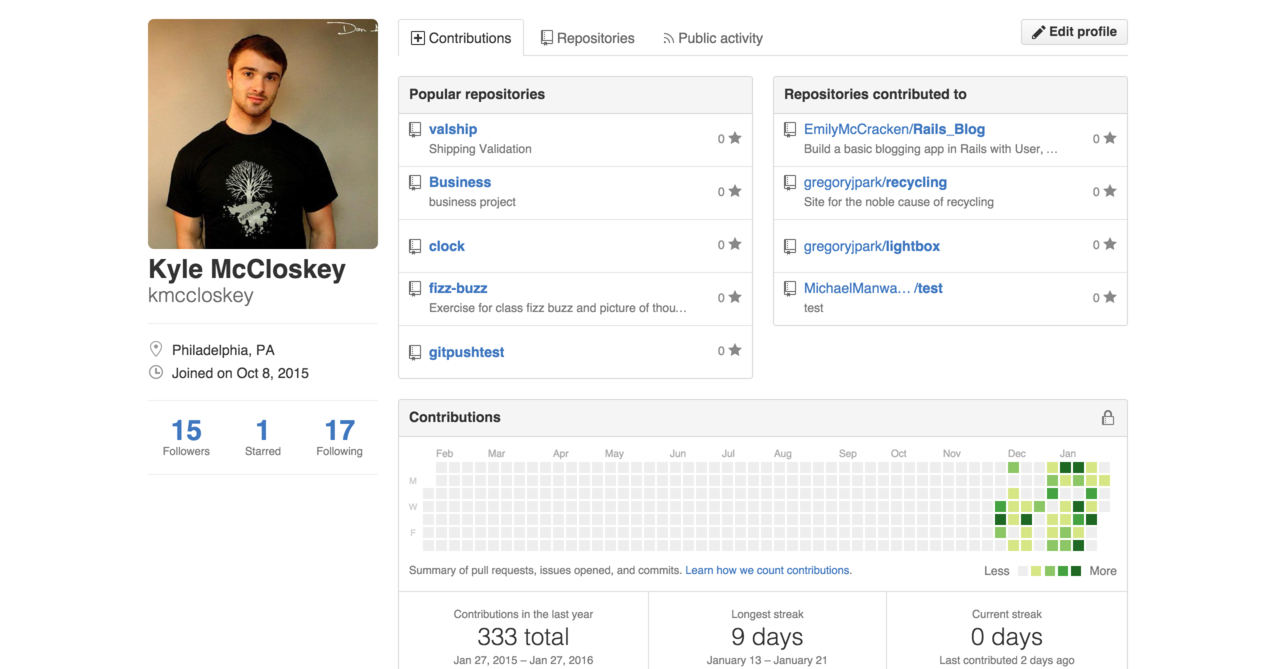 Kyle McCloskey
kmccloskey
Philadelphia, PA
Joined on Oct 8, 2015
15
Followers
1
Starred
17
Following
Contributions
Repositories
Public activity
Edit profile
Popular repositories
valship
0
Shipping Validation
Business
0
business project
clock
0
fizz-buzz
0
Exercise for class fizz buzz and picture of thou…
gitpushtest
0
Repositories contributed to
EmilyMcCracken/Rails_Blog
0
Build a basic blogging app in Rails with User, …
gregoryjpark/recycling
0
Site for the noble cause of recycling
gregoryjpark/lightbox
0
MichaelManwa… /test
0
test
Contributions
Feb Mar Apr May Jun Jul Aug Sep Oct Nov Dec Jan
M
W
F
Summary of pull requests, issues opened, and commits. Learn how we count contributions.
Less More
Contributions in the last year
333 total
Jan 27, 2015 – Jan 27, 2016
Longest streak
9 days
January 13 – January 21
Current streak
0 days
Last contributed 2 days ago